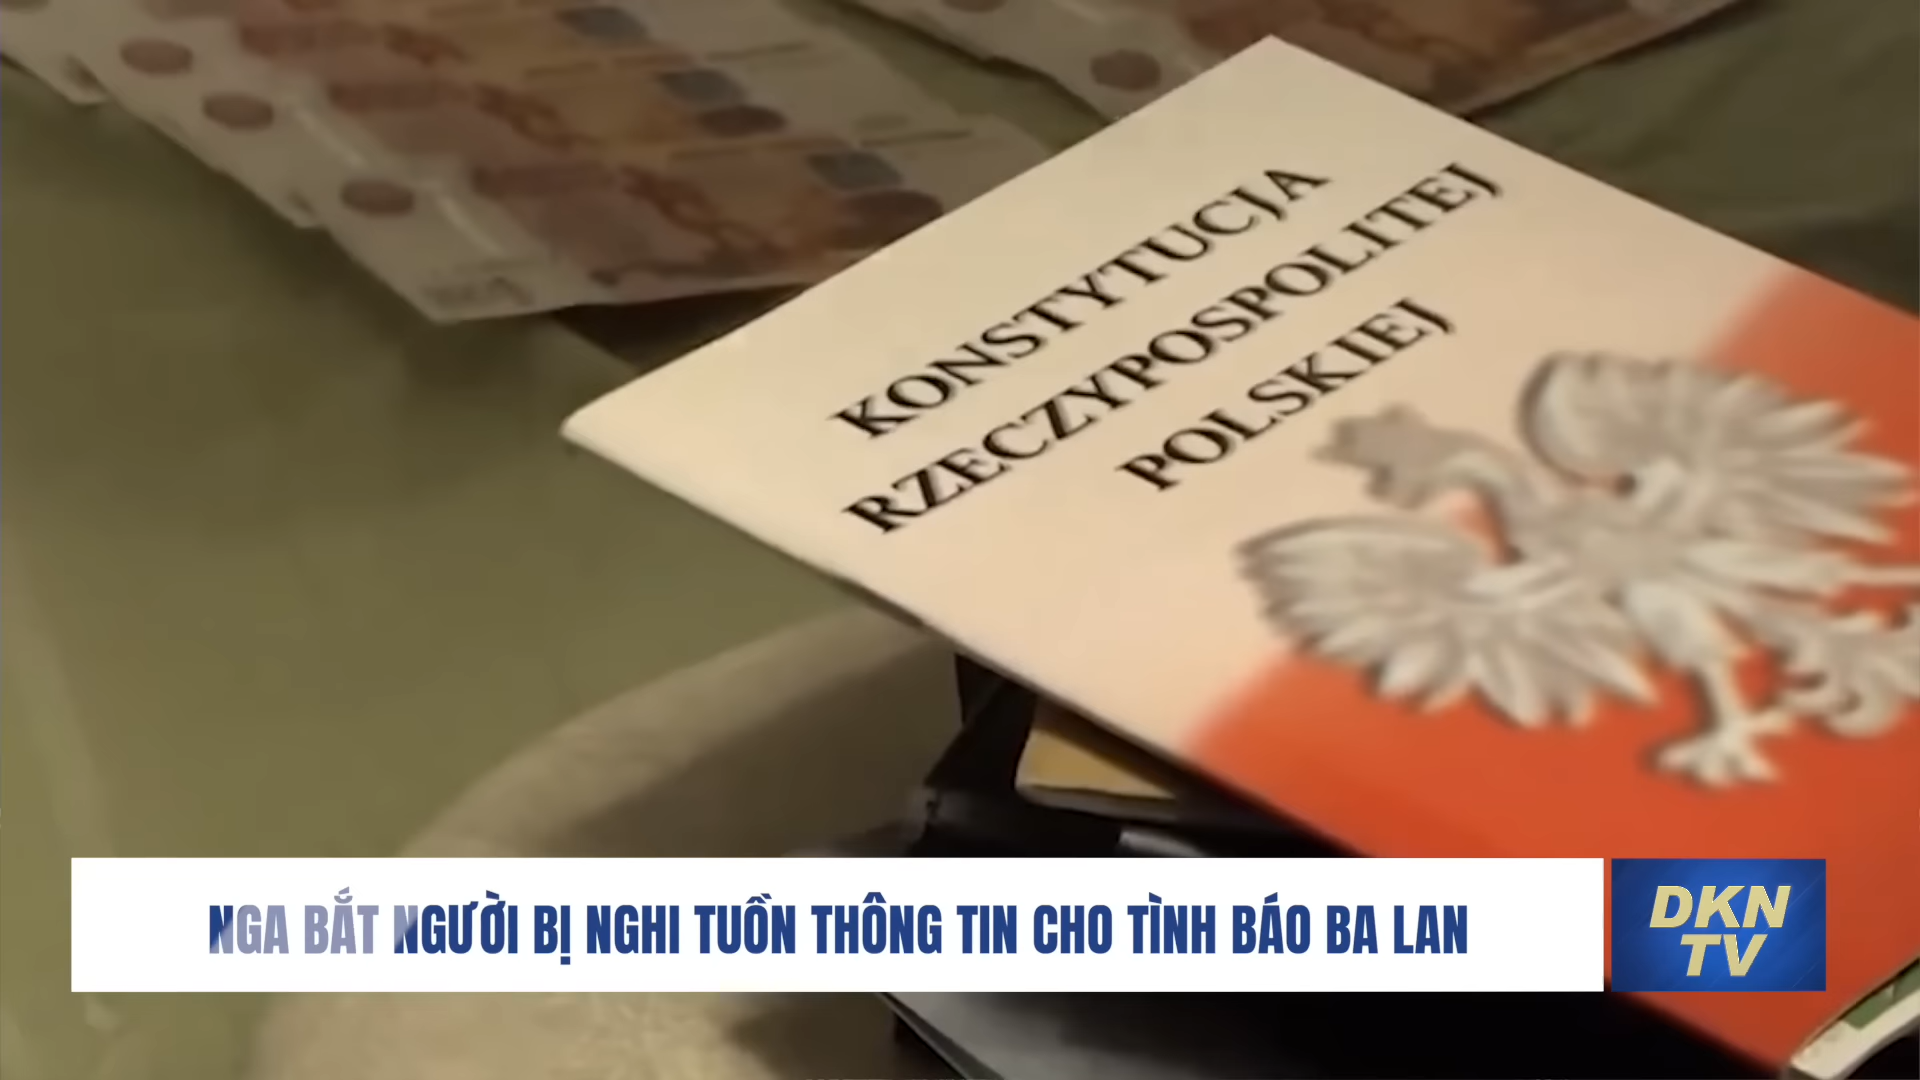 KONSTYTUCJA
RZECZYPOSPOLITEJ
POLSKIEJ
NGA BẮT NGƯỜI BỊ NGHI TUỒN THÔNG TIN CHO TÌNH BÁO BA LAN
DKN
TV